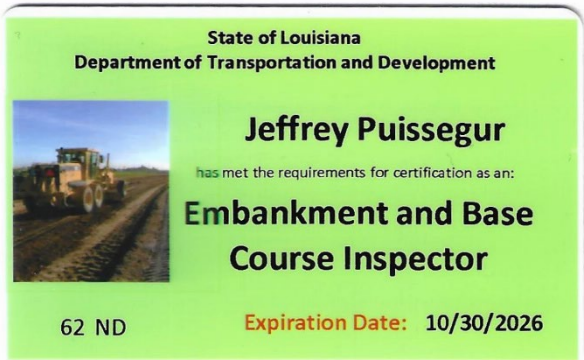 State of Louisiana
Department of Transportation and Development
Jeffrey Puissegur
has met the requirements for certification as an:
Embankment and Base
Course Inspector
62 ND
Expiration Date: 10/30/2026